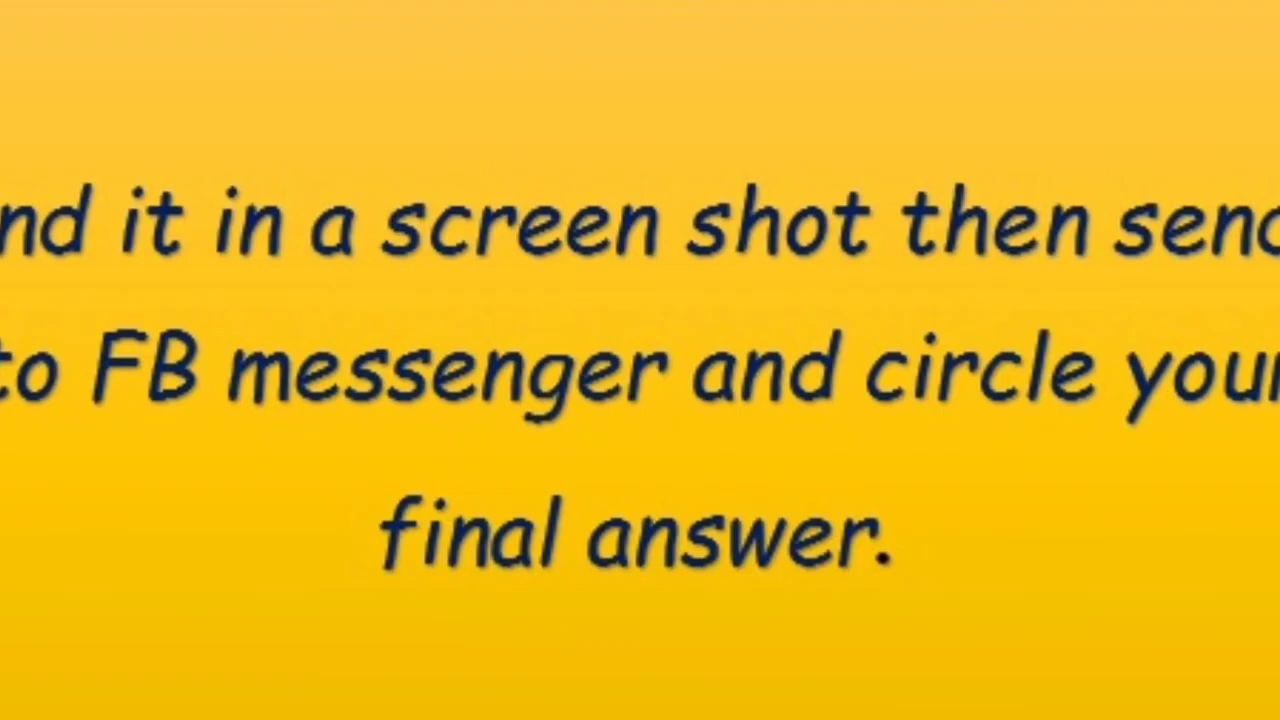 nd it in a screen shot then send
to FB messenger and circle your
final answer.